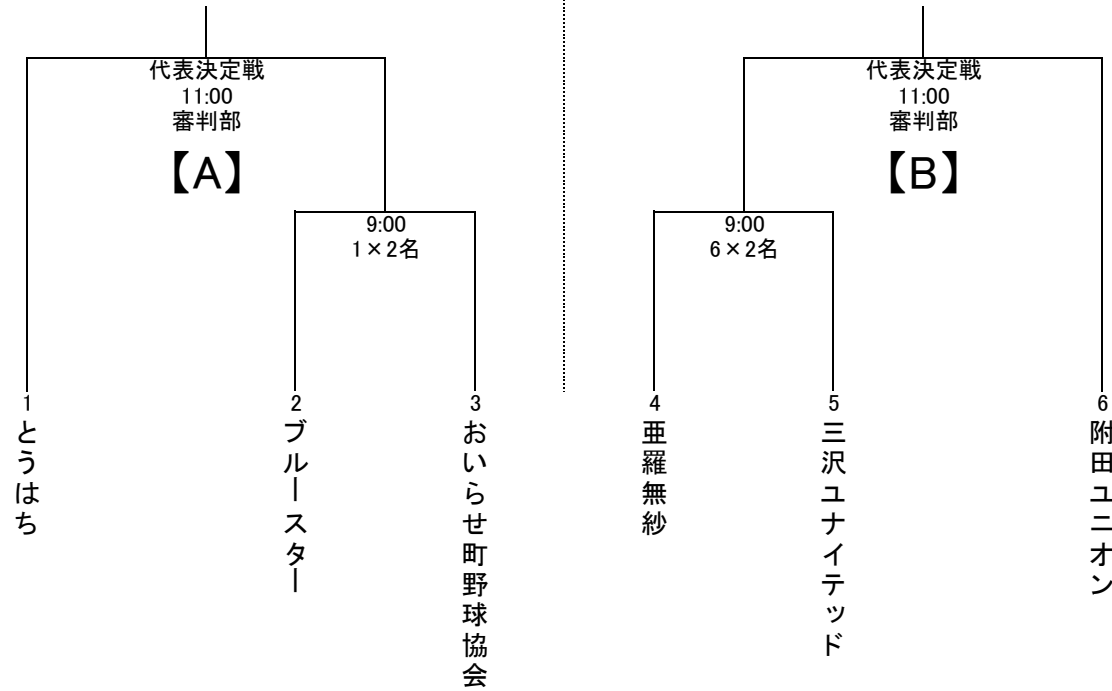 代表決定戦
11:00
審判部
【A】
9:00
1×2名
1
とうはち
2
ブルースター
3
おいらせ町野球協会
代表決定戦
11:00
審判部
【B】
9:00
6×2名
4
亜羅無紗
5
三沢ユナイテッド
6
附田ユニオン